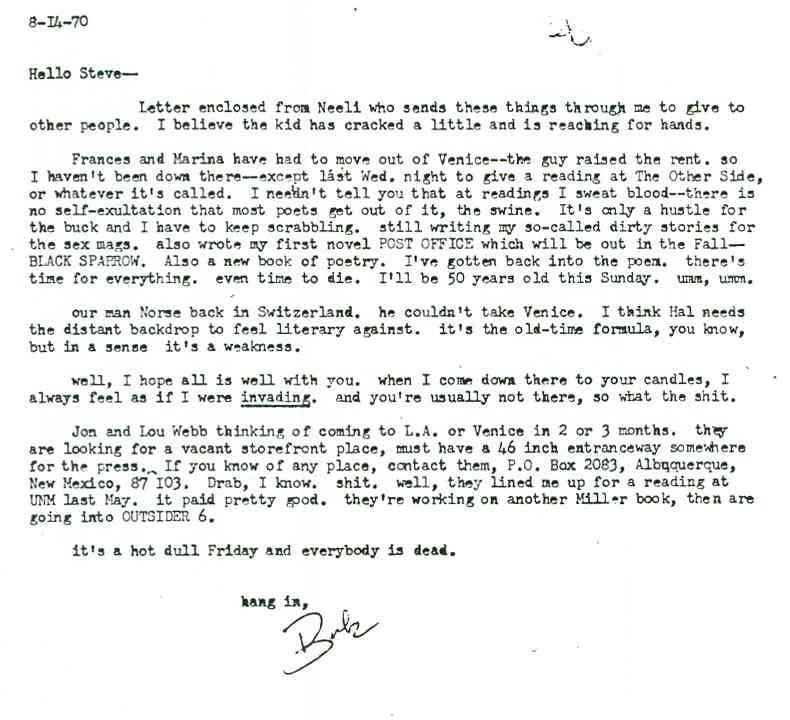 8-I4-70
Hello Steve—
Letter enclosed from Neeli who sends these things through me to give to
other people. I believe the kid has cracked a little and is reaching for hands.
Frances and Marina have had to move out of Venice--the guy raised the rent. so
I haven't been down there--except last Wed. night to give a reading at The Other Side,
or whatever it's called. I needn't tell you that at readings I sweat blood--there is
no self-exultation that most poets get out of it, the swine. It's only a hustle for
the buck and I have to keep scrabbling. still writing my so-called dirty stories for
the sex mags. also wrote my first novel POST OFFICE which will be out in the Fall—
BLACK SPARROW. Also a new book of poetry. I've gotten back into the poem. there's
time for everything. even time to die. I'll be 50 years old this Sunday. umm, umm.
our man Norse back in Switzerland. he couldn't take Venice. I think Hal needs
the distant backdrop to feel literary against. it's the old-time formula, you know,
but in a sense it's a weakness.
well, I hope all is well with you. when I come down there to your candles, I
always feel as if I were invading. and you're usually not there, so what the shit.
Jon and Lou Webb thinking of coming to L.A. or Venice in 2 or 3 months. they
are looking for a vacant storefront place, must have a 46 inch entranceway somewhere
for the press. If you know of any place, contact them, P.O. Box 2083, Albuquerque,
New Mexico, 87 I03. Drab, I know. shit. well, they lined me up for a reading at
UNM last May. it paid pretty good. they're working on another Miller book, then are
going into OUTSIDER 6.
it's a hot dull Friday and everybody is dead.
hang in,
Buk